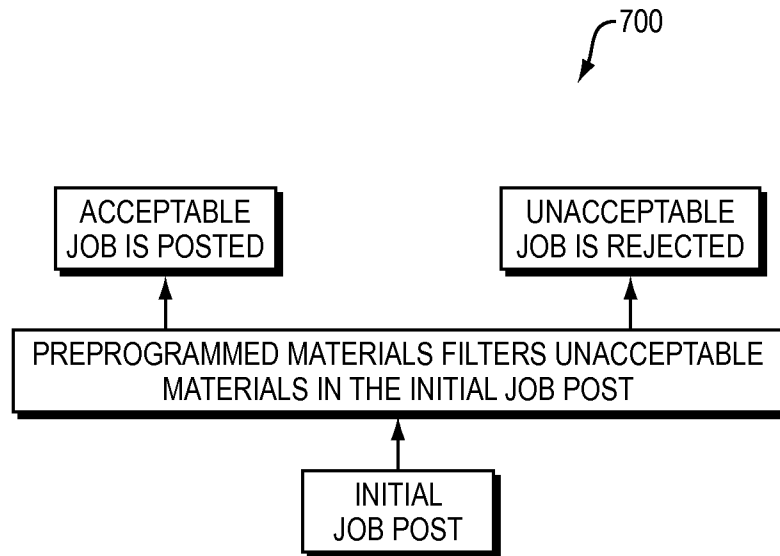 700
ACCEPTABLE
JOB IS POSTED
UNACCEPTABLE
JOB IS REJECTED
PREPROGRAMMED MATERIALS FILTERS UNACCEPTABLE
MATERIALS IN THE INITIAL JOB POST
INITIAL
JOB POST